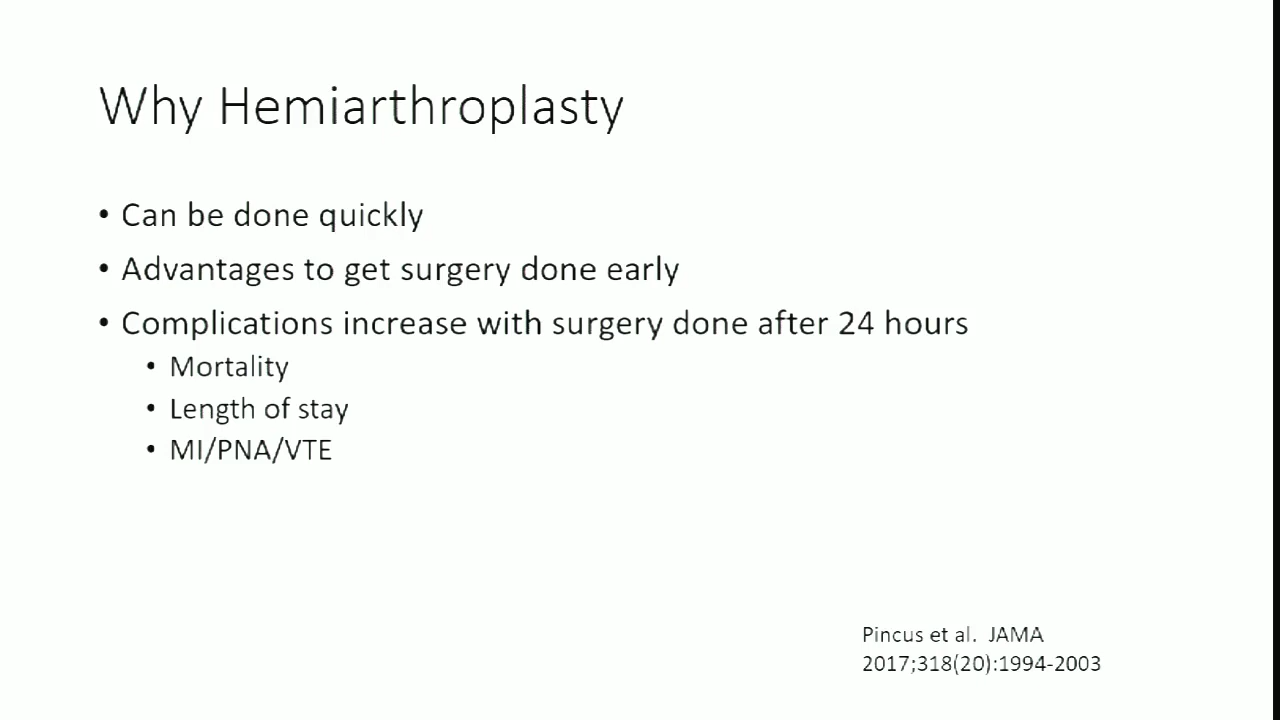 Why Hemiarthroplasty
• Can be done quickly
• Advantages to get surgery done early
• Complications increase with surgery done after 24 hours
• Mortality
• Length of stay
• MI/PNA/VTE
Pincus et al.  JAMA
2017;318(20):1994-2003